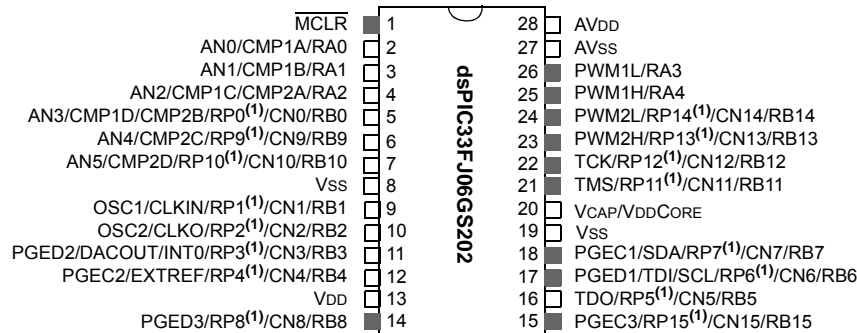 MCLR 1 28 AVDD
AN0/CMP1A/RA0 2 27 AVSS
AN1/CMP1B/RA1 3 26 PWM1L/RA3
AN2/CMP1C/CMP2A/RA2 4 25 PWM1H/RA4
AN3/CMP1D/CMP2B/RP0(1)/CN0/RB0 5 24 PWM2L/RP14(1)/CN14/RB14
AN4/CMP2C/RP9(1)/CN9/RB9 6 23 PWM2H/RP13(1)/CN13/RB13
AN5/CMP2D/RP10(1)/CN10/RB10 7 22 TCK/RP12(1)/CN12/RB12
VSS 8 21 TMS/RP11(1)/CN11/RB11
OSC1/CLKIN/RP1(1)/CN1/RB1 9 20 VCAP/VDDCORE
OSC2/CLKO/RP2(1)/CN2/RB2 10 19 VSS
PGED2/DACOUT/INT0/RP3(1)/CN3/RB3 11 18 PGEC1/SDA/RP7(1)/CN7/RB7
PGEC2/EXTREF/RP4(1)/CN4/RB4 12 17 PGED1/TDI/SCL/RP6(1)/CN6/RB6
VDD 13 16 TDO/RP5(1)/CN5/RB5
PGED3/RP8(1)/CN8/RB8 14 15 PGEC3/RP15(1)/CN15/RB15
dsPIC33FJ06GS202